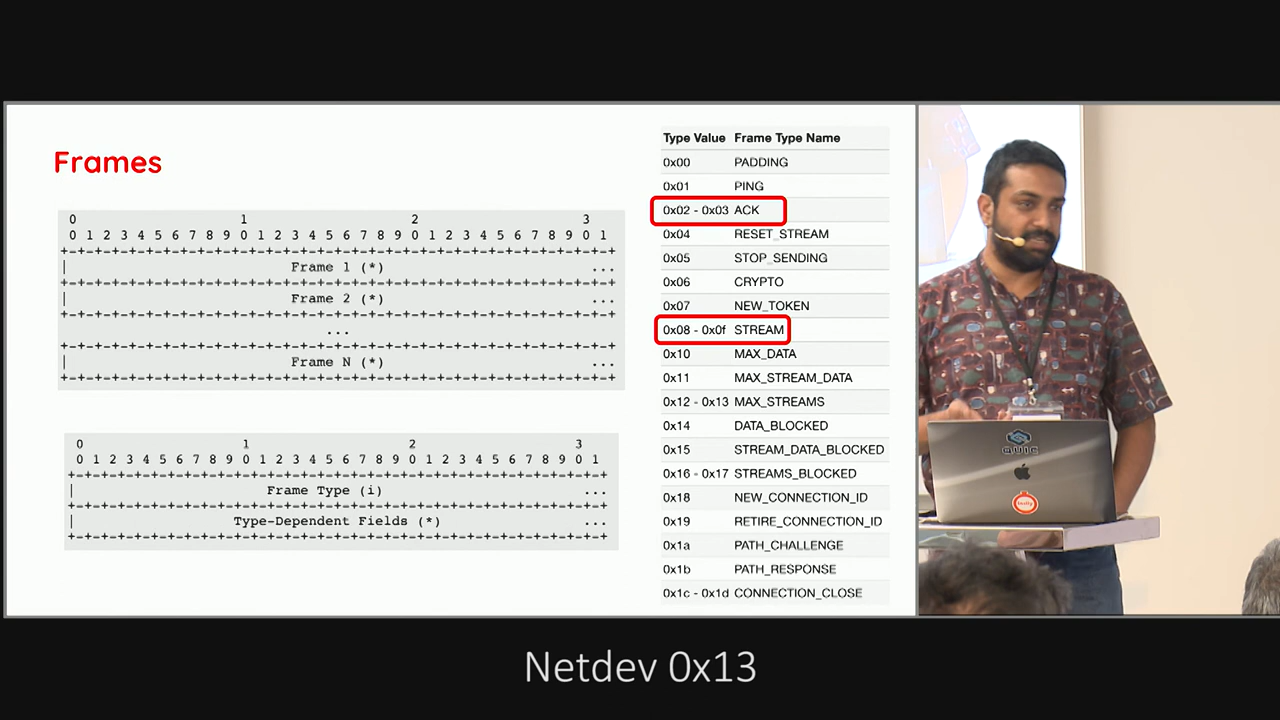 Frames
0 1 2 3
0 1 2 3 4 5 6 7 8 9 0 1 2 3 4 5 6 7 8 9 0 1 2 3 4 5 6 7 8 9 0 1
+-+-+-+-+-+-+-+-+-+-+-+-+-+-+-+-+-+-+-+-+-+-+-+-+-+-+-+-+-+-+-+-+
| Frame 1 (*) ...
+-+-+-+-+-+-+-+-+-+-+-+-+-+-+-+-+-+-+-+-+-+-+-+-+-+-+-+-+-+-+-+-+
| Frame 2 (*) ...
+-+-+-+-+-+-+-+-+-+-+-+-+-+-+-+-+-+-+-+-+-+-+-+-+-+-+-+-+-+-+-+-+
...
+-+-+-+-+-+-+-+-+-+-+-+-+-+-+-+-+-+-+-+-+-+-+-+-+-+-+-+-+-+-+-+-+
| Frame N (*) ...
+-+-+-+-+-+-+-+-+-+-+-+-+-+-+-+-+-+-+-+-+-+-+-+-+-+-+-+-+-+-+-+-+
0 1 2 3
0 1 2 3 4 5 6 7 8 9 0 1 2 3 4 5 6 7 8 9 0 1 2 3 4 5 6 7 8 9 0 1
+-+-+-+-+-+-+-+-+-+-+-+-+-+-+-+-+-+-+-+-+-+-+-+-+-+-+-+-+-+-+-+-+
| Frame Type (i) ...
+-+-+-+-+-+-+-+-+-+-+-+-+-+-+-+-+-+-+-+-+-+-+-+-+-+-+-+-+-+-+-+-+
| Type-Dependent Fields (*) ...
+-+-+-+-+-+-+-+-+-+-+-+-+-+-+-+-+-+-+-+-+-+-+-+-+-+-+-+-+-+-+-+-+
Type Value Frame Type Name
0x00 PADDING
0x01 PING
0x02 - 0x03 ACK
0x04 RESET_STREAM
0x05 STOP_SENDING
0x06 CRYPTO
0x07 NEW_TOKEN
0x08 - 0x0f STREAM
0x10 MAX_DATA
0x11 MAX_STREAM_DATA
0x12 - 0x13 MAX_STREAMS
0x14 DATA_BLOCKED
0x15 STREAM_DATA_BLOCKED
0x16 - 0x17 STREAMS_BLOCKED
0x18 NEW_CONNECTION_ID
0x19 RETIRE_CONNECTION_ID
0x1a PATH_CHALLENGE
0x1b PATH_RESPONSE
0x1c - 0x1d CONNECTION_CLOSE
QUIC
fastly
Netdev 0x13